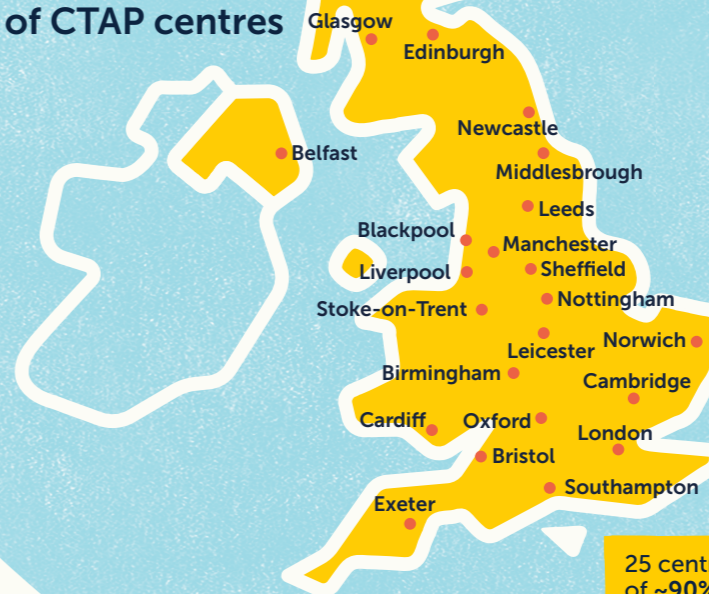 of CTAP centres
Glasgow
Edinburgh
Newcastle
Belfast
Middlesbrough
Leeds
Blackpool
Manchester
Liverpool
Sheffield
Nottingham
Stoke-on-Trent
Norwich
Leicester
Birmingham
Cambridge
Cardiff
Oxford
London
Bristol
Southampton
Exeter
25 cent
of ~90%